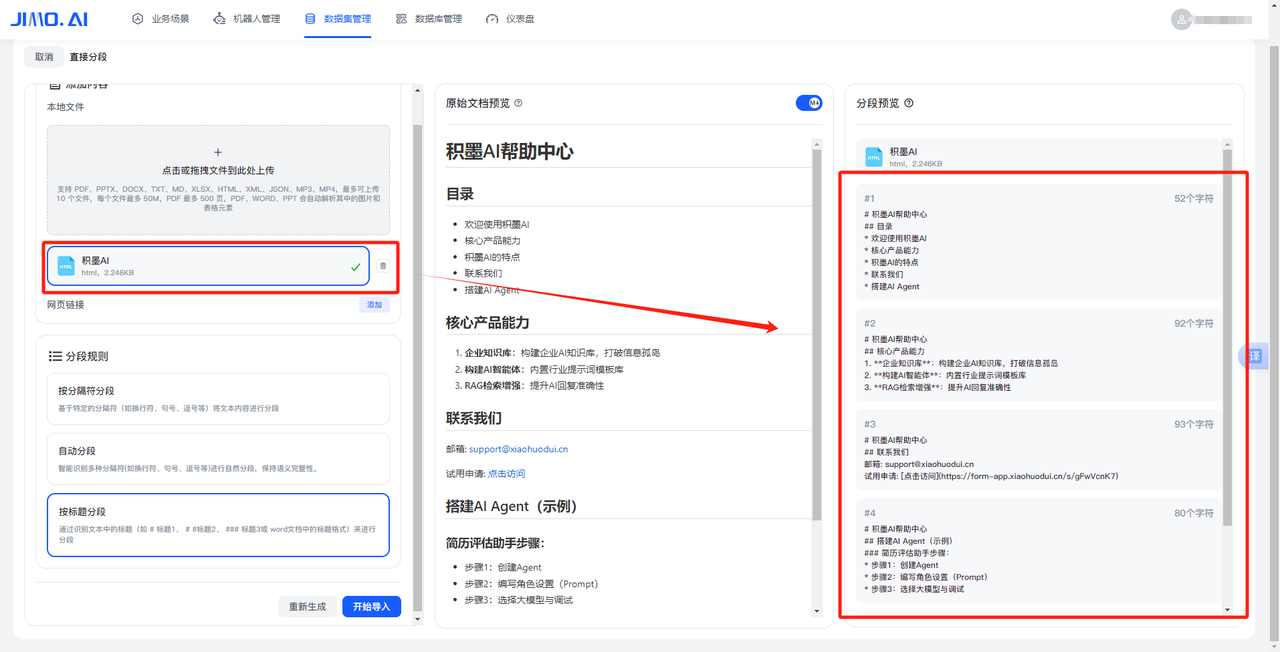 JIMO.AI
业务场景
机器人管理
数据集管理
数据库管理
仪表盘
取消
直接分段
添加内容
本地文件
+
点击或拖拽文件到此处上传
支持 PDF、PPTX、DOCX、TXT、MD、XLSX、HTML、XML、JSON、MP3、MP4，最多可上传
10 个文件，每个文件最多 50M，PDF 最多 500 页，PDF、WORD、PPT 会自动解析其中的图片和
表格元素
HTML
积墨AI
html，2.246KB
网页链接
添加
分段规则
按分隔符分段
基于特定的分隔符（如换行符、句号、逗号等）将文本内容进行分段
自动分段
智能识别多种分隔符(如换行符、句号、逗号等)进行自然分段，保持语义完整性。
按标题分段
通过识别文本中的标题（如 # 标题1、 # #标题2、 ### 标题3或 word文档中的标题格式）来进行
分段
重新生成
开始导入
原始文档预览
积墨AI帮助中心
目录
• 欢迎使用积墨AI
• 核心产品能力
• 积墨AI的特点
• 联系我们
• 搭建AI Agent
核心产品能力
1. 企业知识库：构建企业AI知识库，打破信息孤岛
2. 构建AI智能体：内置行业提示词模板库
3. RAG检索增强：提升AI回复准确性
联系我们
邮箱: support@xiaohuodui.cn
试用申请: 点击访问
搭建AI Agent（示例）
简历评估助手步骤：
• 步骤1：创建Agent
• 步骤2：编写角色设置（Prompt）
• 步骤3：选择大模型与调试
分段预览
HTML
积墨AI
html，2.246KB
#1
52个字符
# 积墨AI帮助中心
## 目录
* 欢迎使用积墨AI
* 核心产品能力
* 积墨AI的特点
* 联系我们
* 搭建AI Agent
#2
92个字符
# 积墨AI帮助中心
## 核心产品能力
1. **企业知识库**：构建企业AI知识库，打破信息孤岛
2. **构建AI智能体**：内置行业提示词模板库
3. **RAG检索增强**：提升AI回复准确性
#3
93个字符
# 积墨AI帮助中心
## 联系我们
邮箱: support@xiaohuodui.cn
试用申请: [点击访问](https://form-app.xiaohuodui.cn/s/gFwVcnK7)
#4
80个字符
# 积墨AI帮助中心
## 搭建AI Agent（示例）
### 简历评估助手步骤：
* 步骤1：创建Agent
* 步骤2：编写角色设置（Prompt）
* 步骤3：选择大模型与调试
译